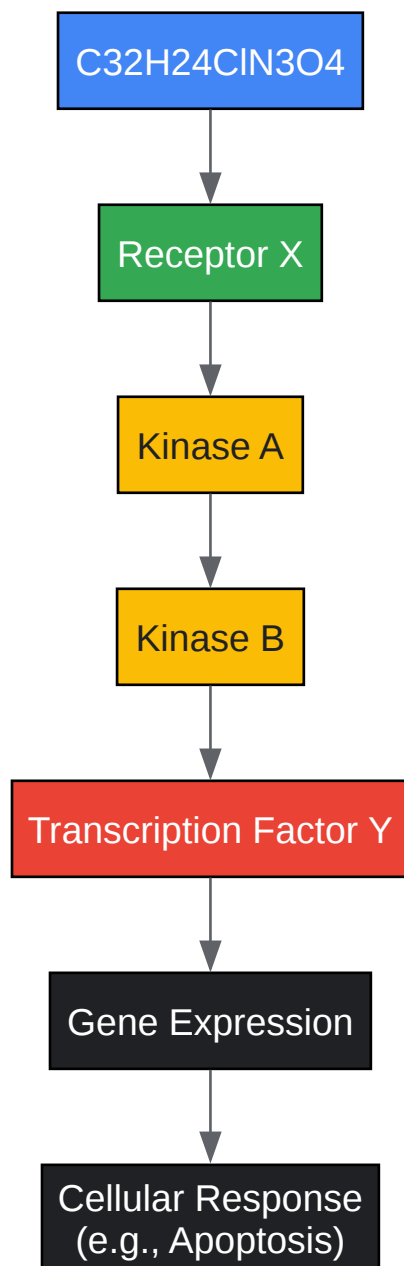 C32H24ClN3O4
Receptor X
Kinase A
Kinase B
Transcription Factor Y
Gene Expression
Cellular Response
(e.g., Apoptosis)